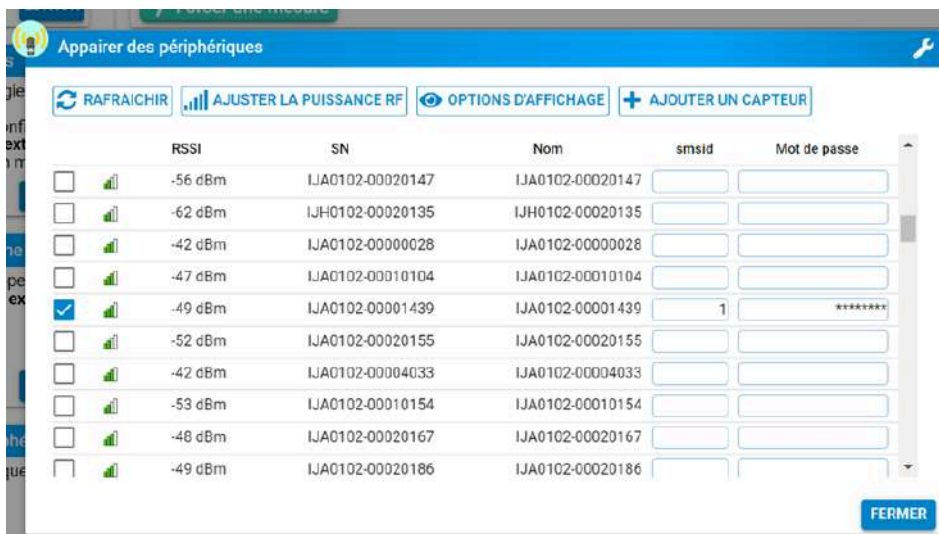 Forcer une mesure
Appairer des périphériques
RAFRAICHIR AJUSTER LA PUISSANCE RF OPTIONS D'AFFICHAGE AJOUTER UN CAPTEUR
RSSI SN Nom smsid Mot de passe
-56 dBm IJA0102-00020147 IJA0102-00020147
-62 dBm IJH0102-00020135 IJH0102-00020135
-42 dBm IJA0102-00000028 IJA0102-00000028
-47 dBm IJA0102-00010104 IJA0102-00010104
-49 dBm IJA0102-00001439 IJA0102-00001439 1 ********
-52 dBm IJA0102-00020155 IJA0102-00020155
-42 dBm IJA0102-00004033 IJA0102-00004033
-53 dBm IJA0102-00010154 IJA0102-00010154
-48 dBm IJA0102-00020167 IJA0102-00020167
-49 dBm IJA0102-00020186 IJA0102-00020186
FERMER